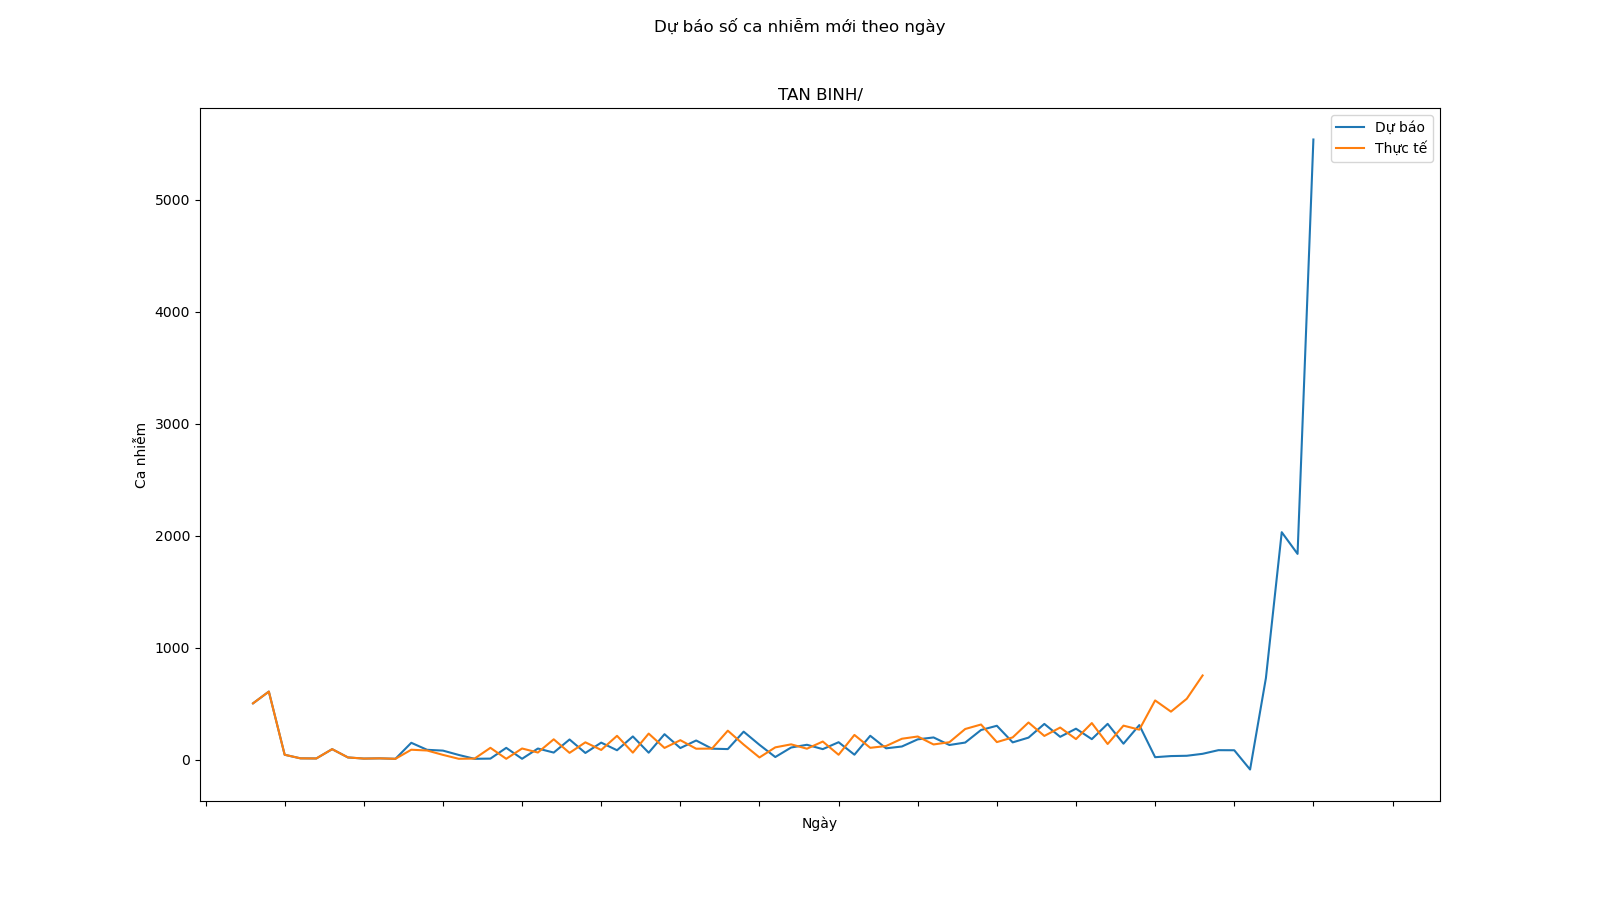 Dự báo số ca nhiễm mới theo ngày
TAN BINH/
Dự báo
Thực tế
5000
4000
3000
2000
1000
0
Ca nhiễm
Ngày